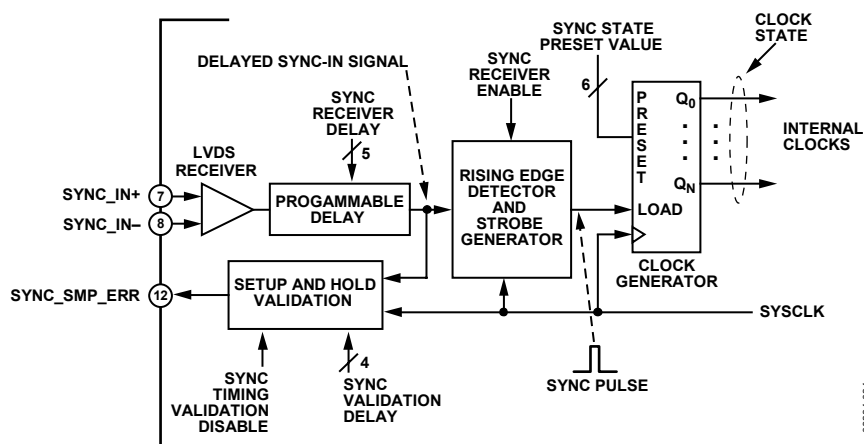 DELAYED SYNC-IN SIGNAL
SYNC
RECEIVER
DELAY
5
LVDS
RECEIVER
SYNC_IN+
7
SYNC_IN–
8
PROGAMMABLE
DELAY
SYNC
RECEIVER
ENABLE
RISING EDGE
DETECTOR
AND
STROBE
GENERATOR
SYNC STATE
PRESET VALUE
6
PRESET
Q0
QN
LOAD
CLOCK
GENERATOR
CLOCK
STATE
INTERNAL
CLOCKS
SYNC_SMP_ERR
12
SETUP AND HOLD
VALIDATION
SYSCLK
SYNC
TIMING
VALIDATION
DISABLE
4
SYNC
VALIDATION
DELAY
SYNC PULSE